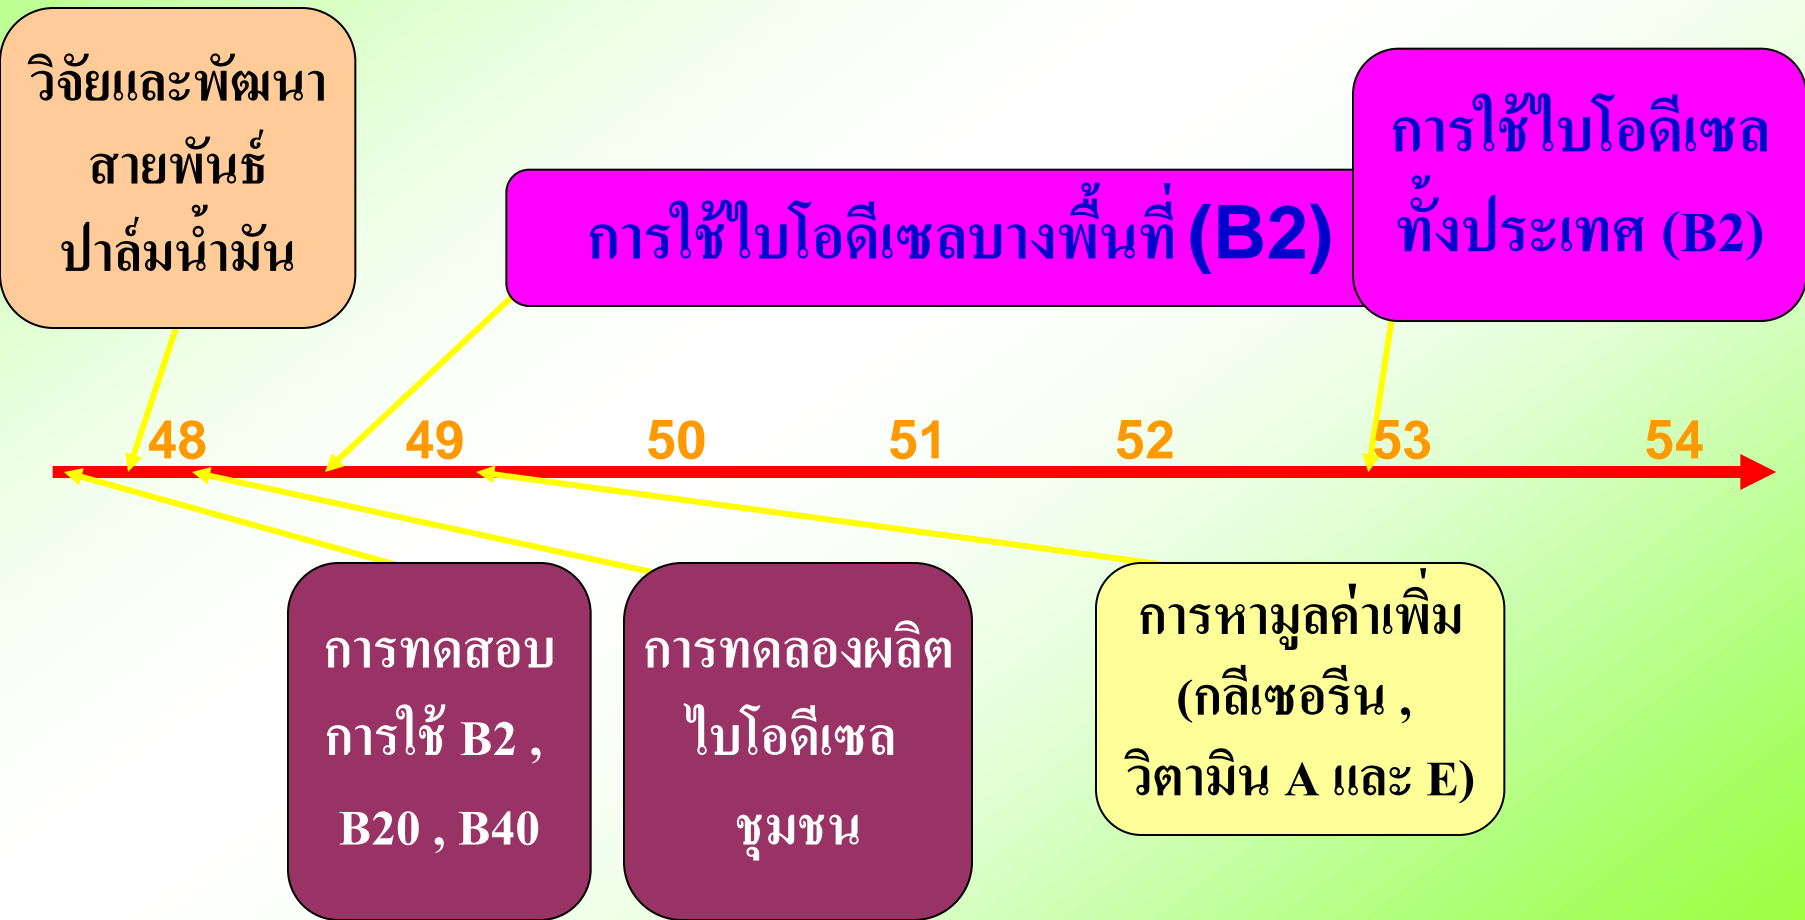 วิจัยและพัฒนา
สายพันธ์
ปาล์มน้ำมัน
การใช้ไบโอดีเซลบางพื้นที่ (B2)
การใช้ไบโอดีเซล
ทั้งประเทศ (B2)
48 49 50 51 52 53 54
การทดสอบ
การใช้ B2 ,
B20 , B40
การทดลองผลิต
ไบโอดีเซล
ชุมชน
การหามูลค่าเพิ่ม
(กลีเซอรีน ,
วิตามิน A และ E)